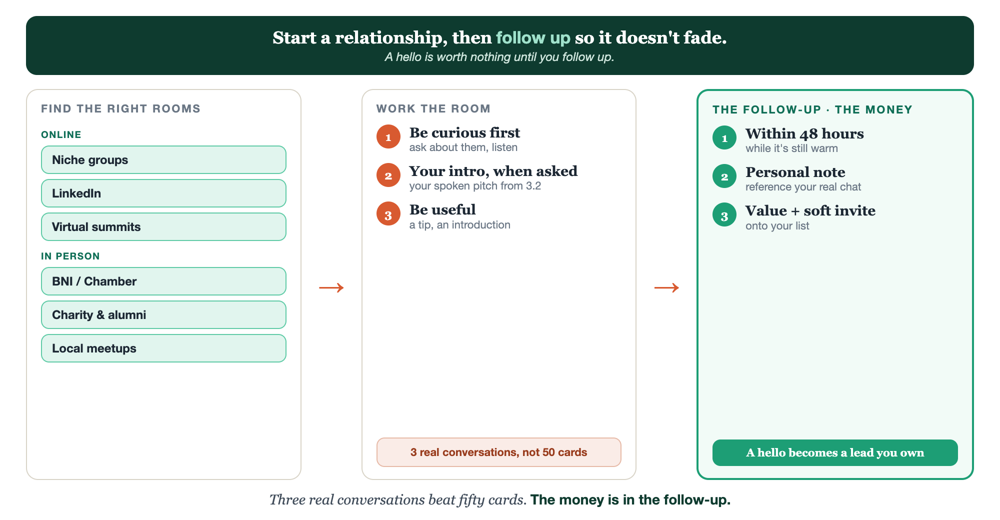 Start a relationship, then follow up so it doesn't fade.
A hello is worth nothing until you follow up.
FIND THE RIGHT ROOMS
ONLINE
Niche groups
LinkedIn
Virtual summits
IN PERSON
BNI / Chamber
Charity & alumni
Local meetups
→
WORK THE ROOM
1
Be curious first
ask about them, listen
2
Your intro, when asked
your spoken pitch from 3.2
3
Be useful
a tip, an introduction
3 real conversations, not 50 cards
→
THE FOLLOW-UP · THE MONEY
1
Within 48 hours
while it's still warm
2
Personal note
reference your real chat
3
Value + soft invite
onto your list
A hello becomes a lead you own
Three real conversations beat fifty cards. The money is in the follow-up.